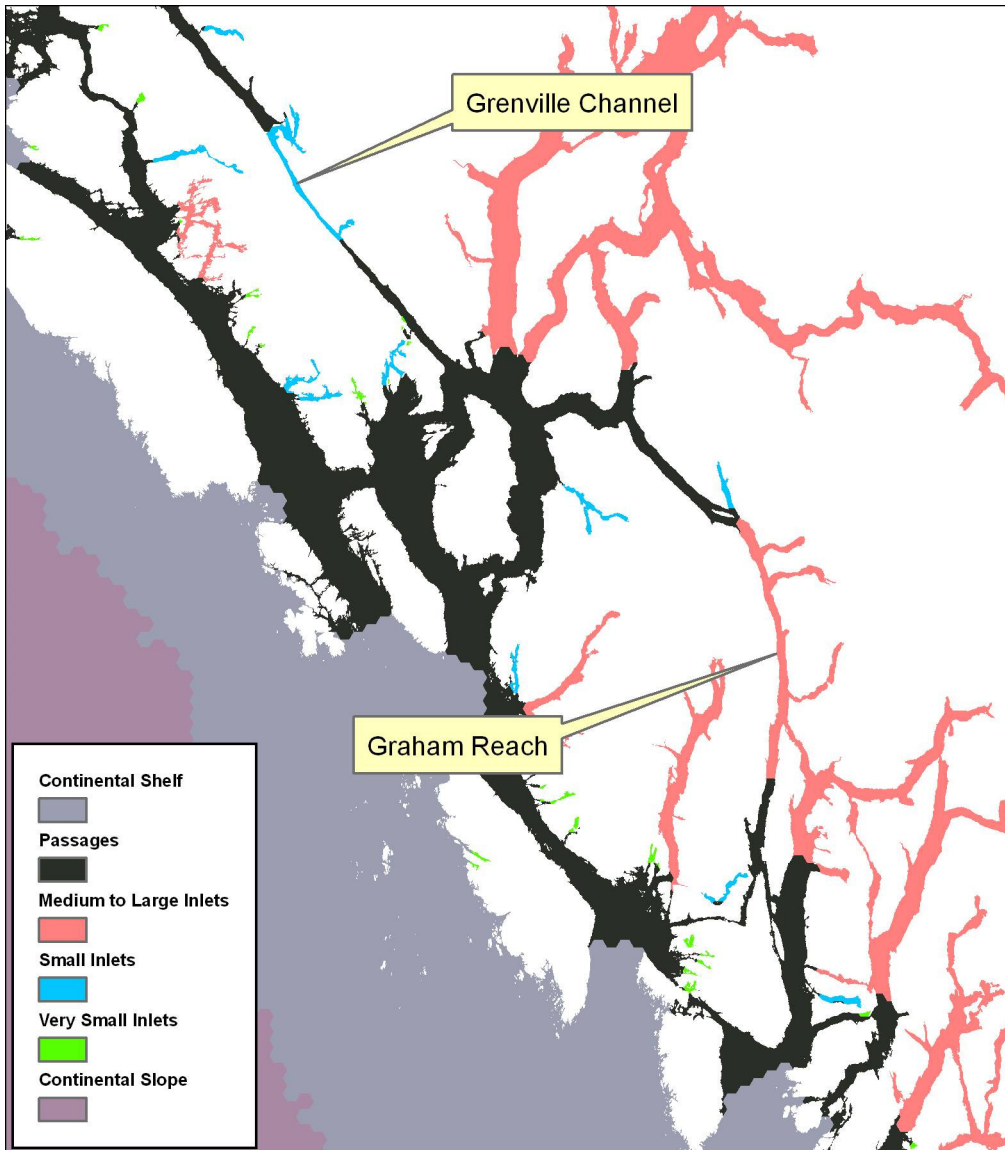 Grenville Channel
Graham Reach
Continental Shelf
Passages
Medium to Large Inlets
Small Inlets
Very Small Inlets
Continental Slope